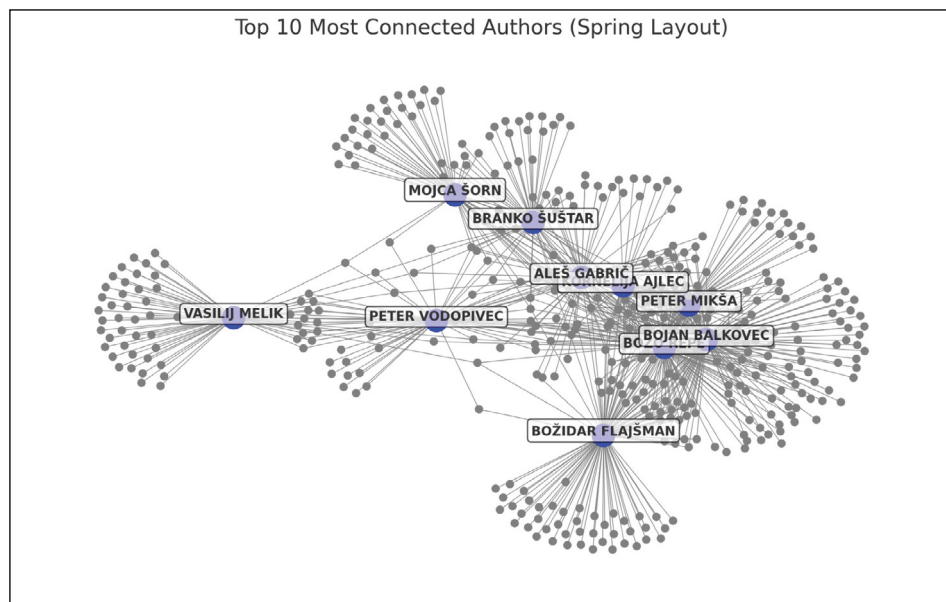 Top 10 Most Connected Authors (Spring Layout)
MOJCA ŠORN
BRANKO ŠUŠTAR
ALEŠ GABRIČ
AJLEC
PETER MIKŠA
VASILIJ MELIK
PETER VODOPIVEC
BOJAN BALKOVEC
BOŽIDAR FLAJŠMAN